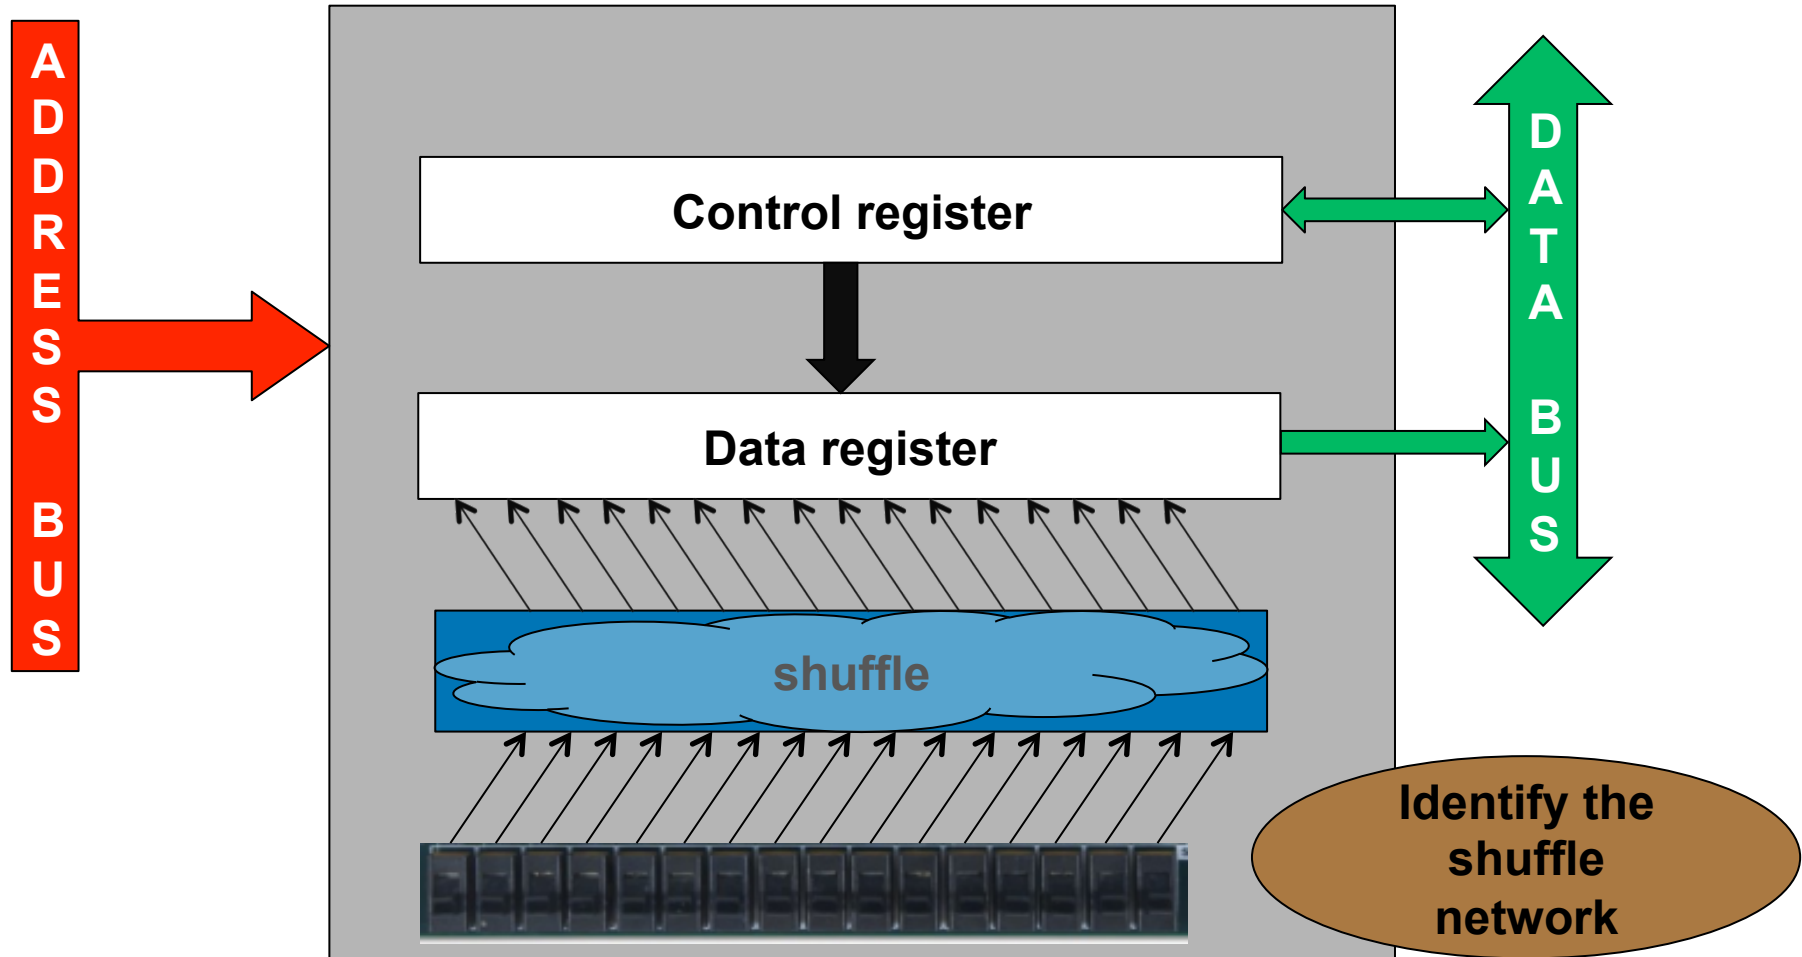 ADDRESS BUS
Control register
Data register
shuffle
DATA BUS
Identify the
shuffle
network